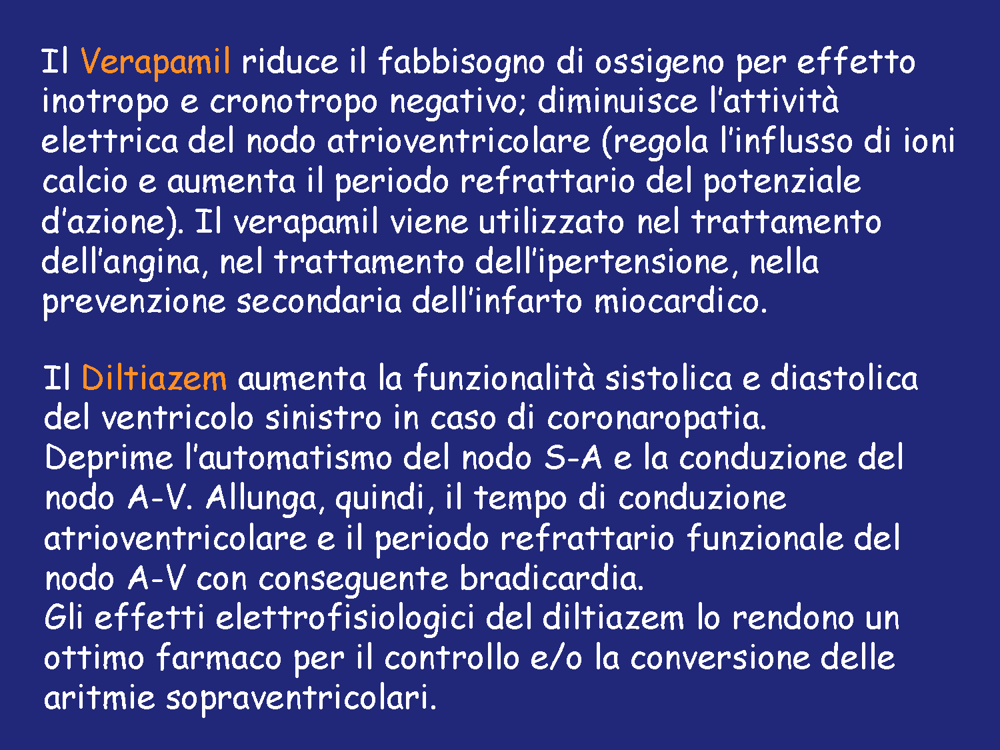 Il Verapamil riduce il fabbisogno di ossigeno per effetto
inotropo e cronotropo negativo; diminuisce l'attività
elettrica del nodo atrioventricolare (regola l'influsso di ioni
calcio e aumenta il periodo refrattario del potenziale
d'azione). Il verapamil viene utilizzato nel trattamento
dell'angina, nel trattamento dell'ipertensione, nella
prevenzione secondaria dell'infarto miocardico.
Il Diltiazem aumenta la funzionalità sistolica e diastolica
del ventricolo sinistro in caso di coronaropatia.
Deprime l'automatismo del nodo S-A e la conduzione del
nodo A-V. Allunga, quindi, il tempo di conduzione
atrioventricolare e il periodo refrattario funzionale del
nodo A-V con conseguente bradicardia.
Gli effetti elettrofisiologici del diltiazem lo rendono un
ottimo farmaco per il controllo e/o la conversione delle
aritmie sopraventricolari.